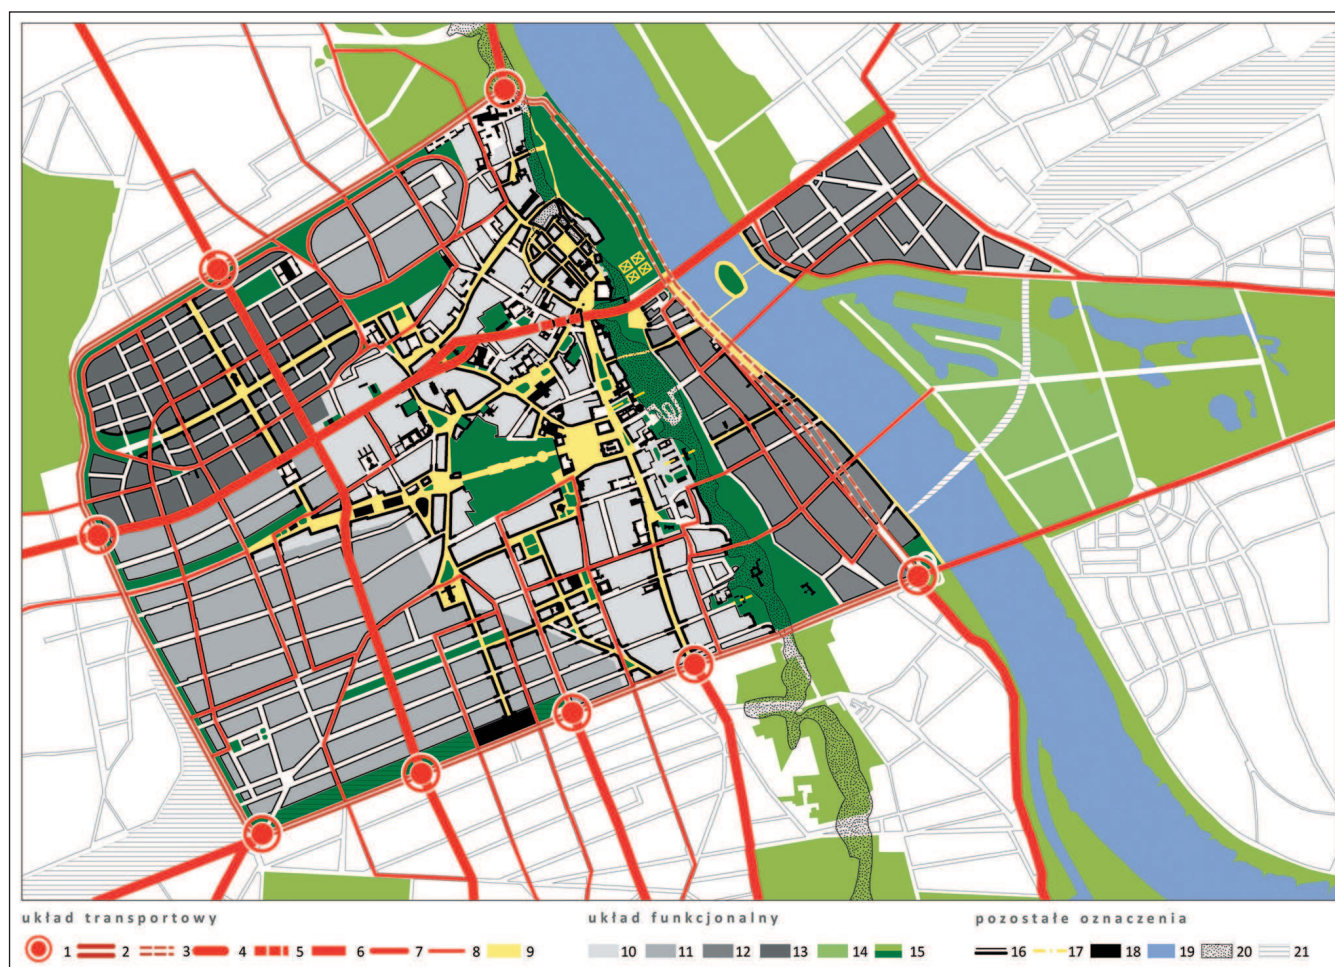 układ transportowy
układ funkcjonalny
pozostałe oznaczenia
1 2 3 4 5 6 7 8 9 10 11 12 13 14 15 16 17 18 19 20 21